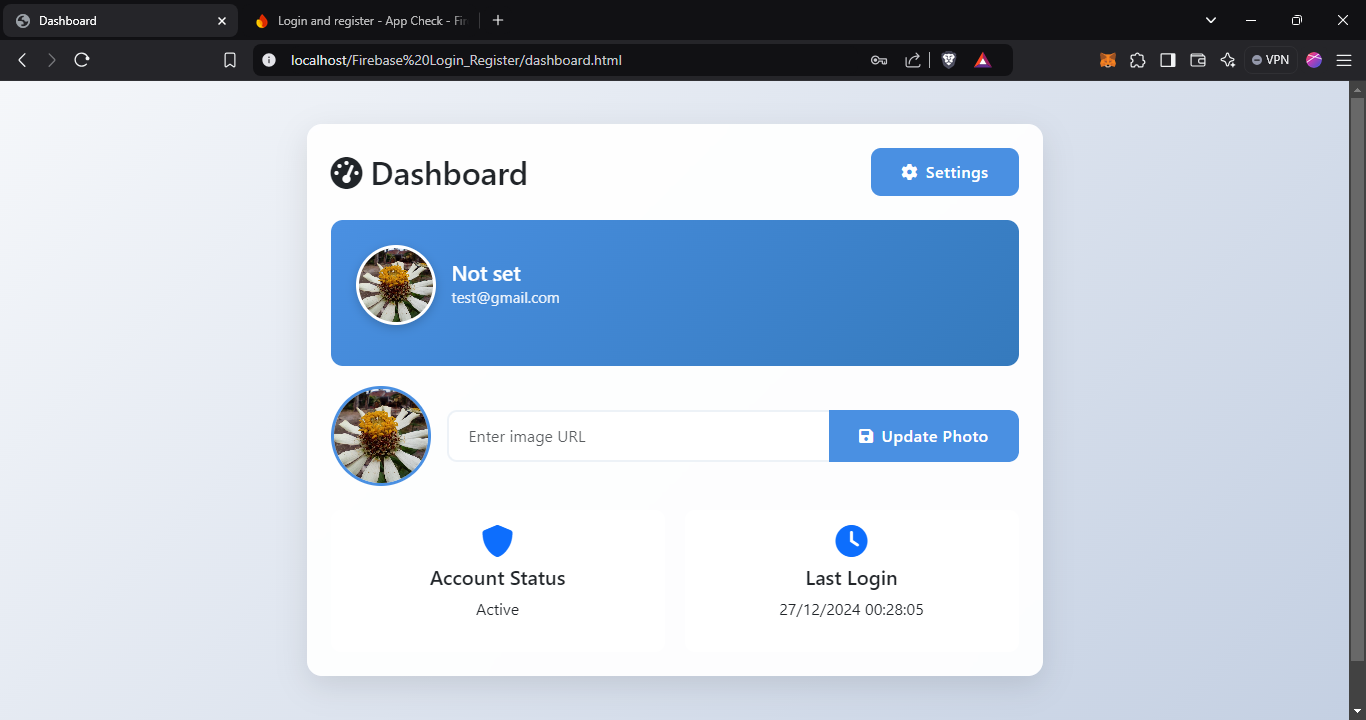 Dashboard
Login and register - App Check - Fir
localhost/Firebase%20Login_Register/dashboard.html
VPN
Dashboard
Settings
Not set
test@gmail.com
Enter image URL
Update Photo
Account Status
Active
Last Login
27/12/2024 00:28:05